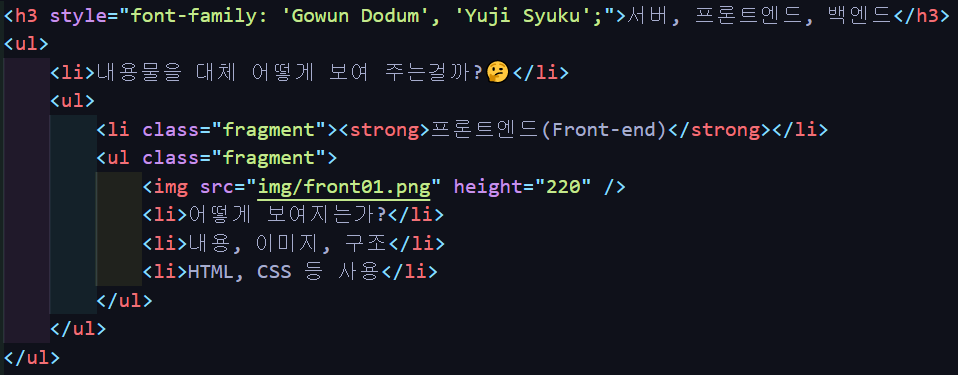 <h3 style="font-family: 'Gowun Dodum', 'Yuji Syuku';">서버, 프론트엔드, 백엔드</h3>
<ul>
<li>내용물을 대체 어떻게 보여 주는걸까?🤔</li>
<ul>
<li class="fragment"><strong>프론트엔드(Front-end)</strong></li>
<ul class="fragment">
<img src="img/front01.png" height="220" />
<li>어떻게 보여지는가?</li>
<li>내용, 이미지, 구조</li>
<li>HTML, CSS 등 사용</li>
</ul>
</ul>
</ul>